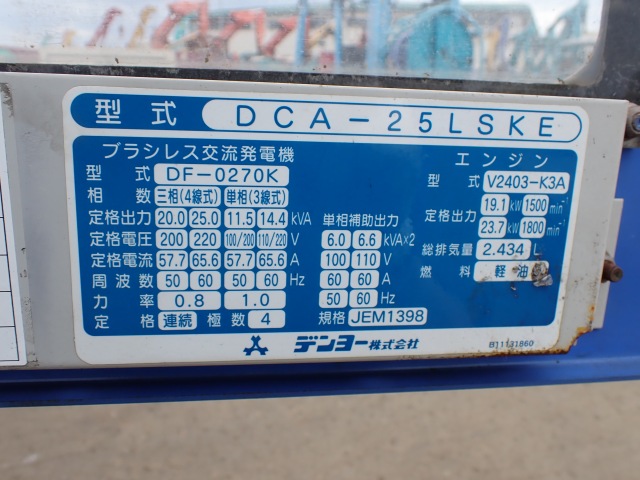 型式 DCA-25LSKE
ブラシレス交流発電機
型式 DF-0270K
相数 三相(4線式) 単相(3線式)
定格出力 20.0 25.0 11.5 14.4 kVA
定格電圧 200 220 100/200 110/220 V
定格電流 57.7 65.6 57.7 65.6 A
周波数 50 60 50 60 Hz
力率 0.8 1.0
定格 連続 極数 4
単相補助出力
6.0 6.6 kVA×2
100 110 V
60 60 A
50 60 Hz
規格 JEM1398
エンジン
型式 V2403-K3A
定格出力 19.1 kW 1500 min⁻¹
23.7 kW 1800 min⁻¹
総排気量 2.434 L
燃料 軽油
デンヨー株式会社
B11131860